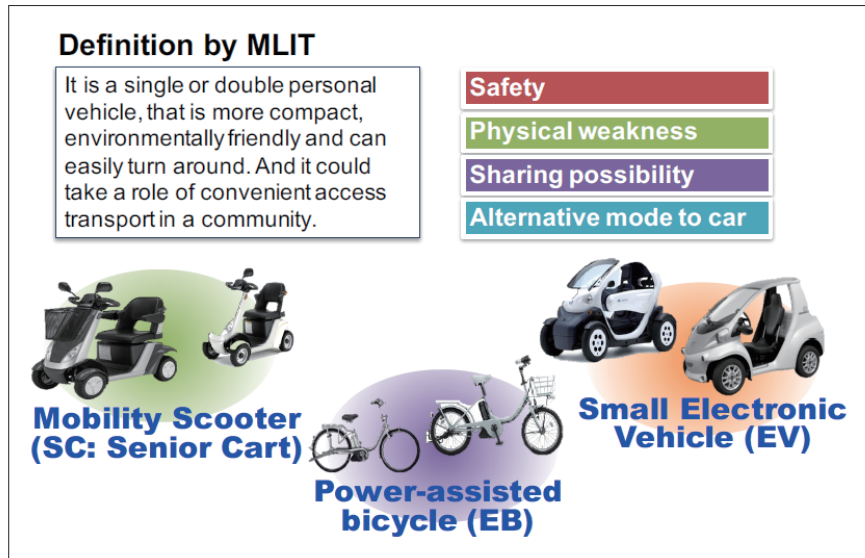 Definition by MLIT
It is a single or double personal
vehicle, that is more compact,
environmentally friendly and can
easily turn around. And it could
take a role of convenient access
transport in a community.
Safety
Physical weakness
Sharing possibility
Alternative mode to car
Mobility Scooter
(SC: Senior Cart)
Power-assisted
bicycle (EB)
Small Electronic
Vehicle (EV)